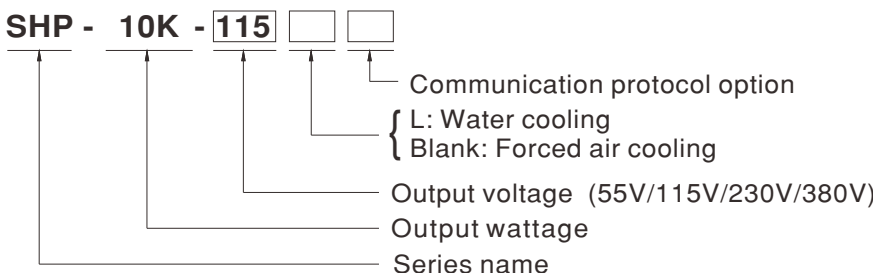 SHP - 10K - 115
Communication protocol option
L: Water cooling
Blank: Forced air cooling
Output voltage (55V/115V/230V/380V)
Output wattage
Series name